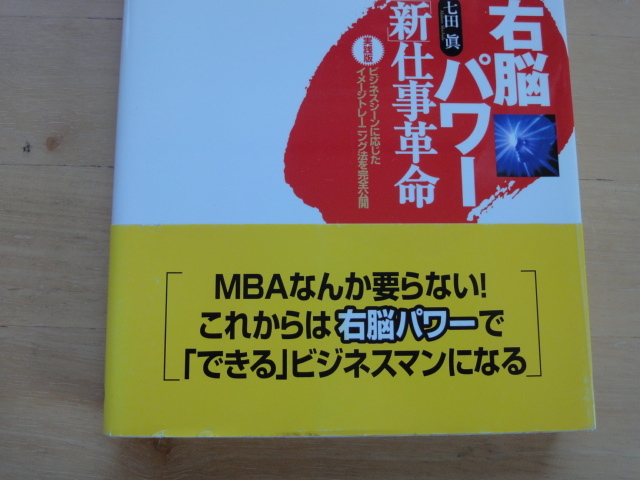 右脳
パワー
「新」仕事革命
七田 眞
実践版
ビジネスシーンに応じた
イメージトレーニング法を完全公開
MBAなんか要らない!
これからは右脳パワーで
「できる」ビジネスマンになる